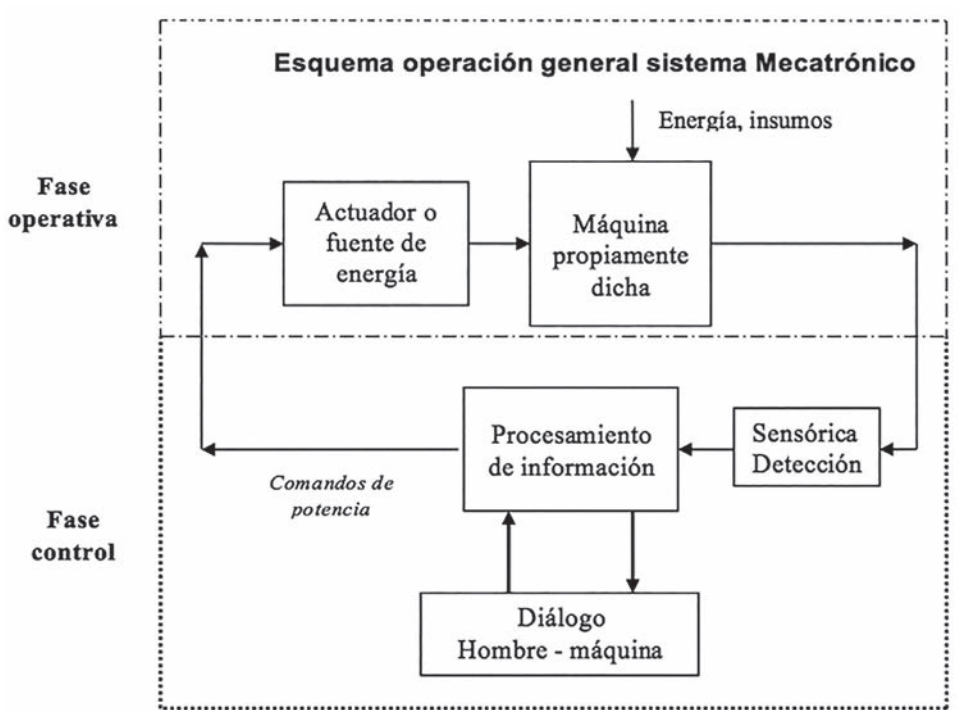 Esquema operación general sistema Mecatrónico
Energía, insumos
Fase
operativa
Actuador o
fuente de
energía
Máquina
propiamente
dicha
Procesamiento
de información
Sensórica
Detección
Comandos de
potencia
Fase
control
Diálogo
Hombre - máquina